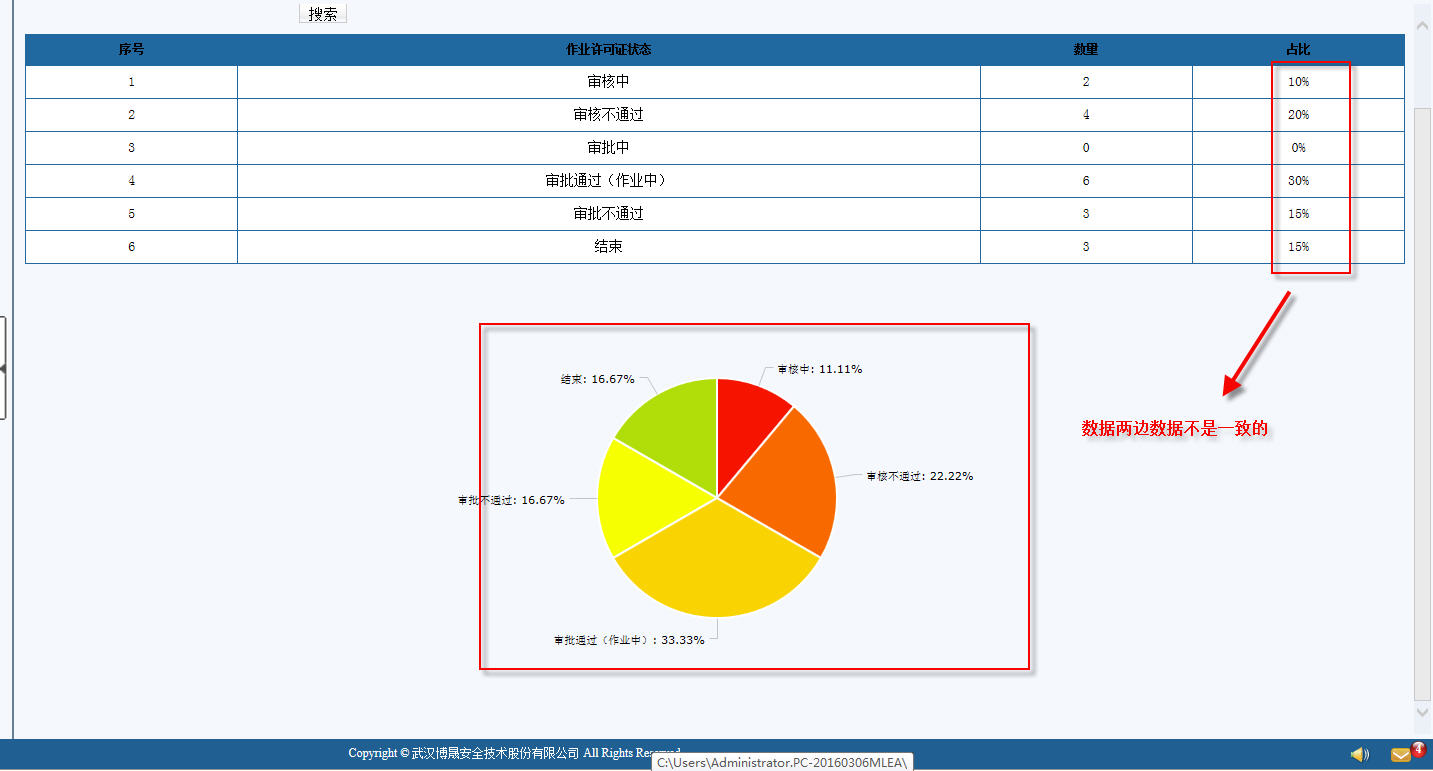 搜索
序号 作业许可证状态 数量 占比
1 审核中 2 10%
2 审核不通过 4 20%
3 审批中 0 0%
4 审批通过（作业中） 6 30%
5 审批不通过 3 15%
6 结束 3 15%
审核中: 11.11%
结束: 16.67%
数据两边数据不是一致的
审核不通过: 22.22%
审批不通过: 16.67%
审批通过（作业中）: 33.33%
Copyright © 武汉博晟安全技术股份有限公司 All Rights Reserved
C:\Users\Administrator.PC-20160306MLEA\
4